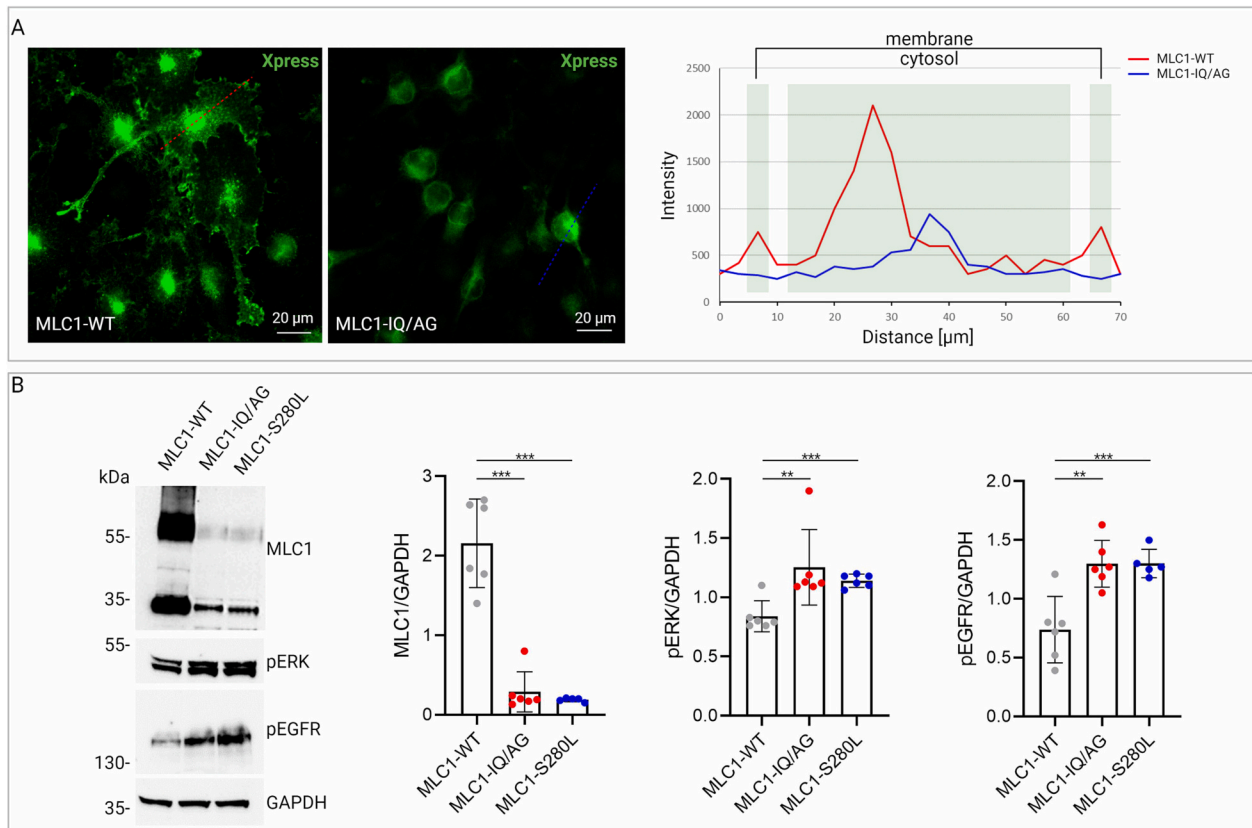 A
Xpress
MLC1-WT
20 µm
Xpress
MLC1-IQ/AG
20 µm
membrane
cytosol
MLC1-WT
MLC1-IQ/AG
Intensity
2500
2000
1500
1000
500
0
0 10 20 30 40 50 60 70
Distance [µm]
B
kDa
MLC1-WT
MLC1-IQ/AG
MLC1-S280L
55-
MLC1
35-
55-
pERK
pEGFR
130-
35-
GAPDH
MLC1/GAPDH
3
2
1
0
***
***
MLC1-WT
MLC1-IQ/AG
MLC1-S280L
pERK/GAPDH
2.0
1.5
1.0
0.5
0.0
***
**
MLC1-WT
MLC1-IQ/AG
MLC1-S280L
pEGFR/GAPDH
2.0
1.5
1.0
0.5
0.0
***
**
MLC1-WT
MLC1-IQ/AG
MLC1-S280L